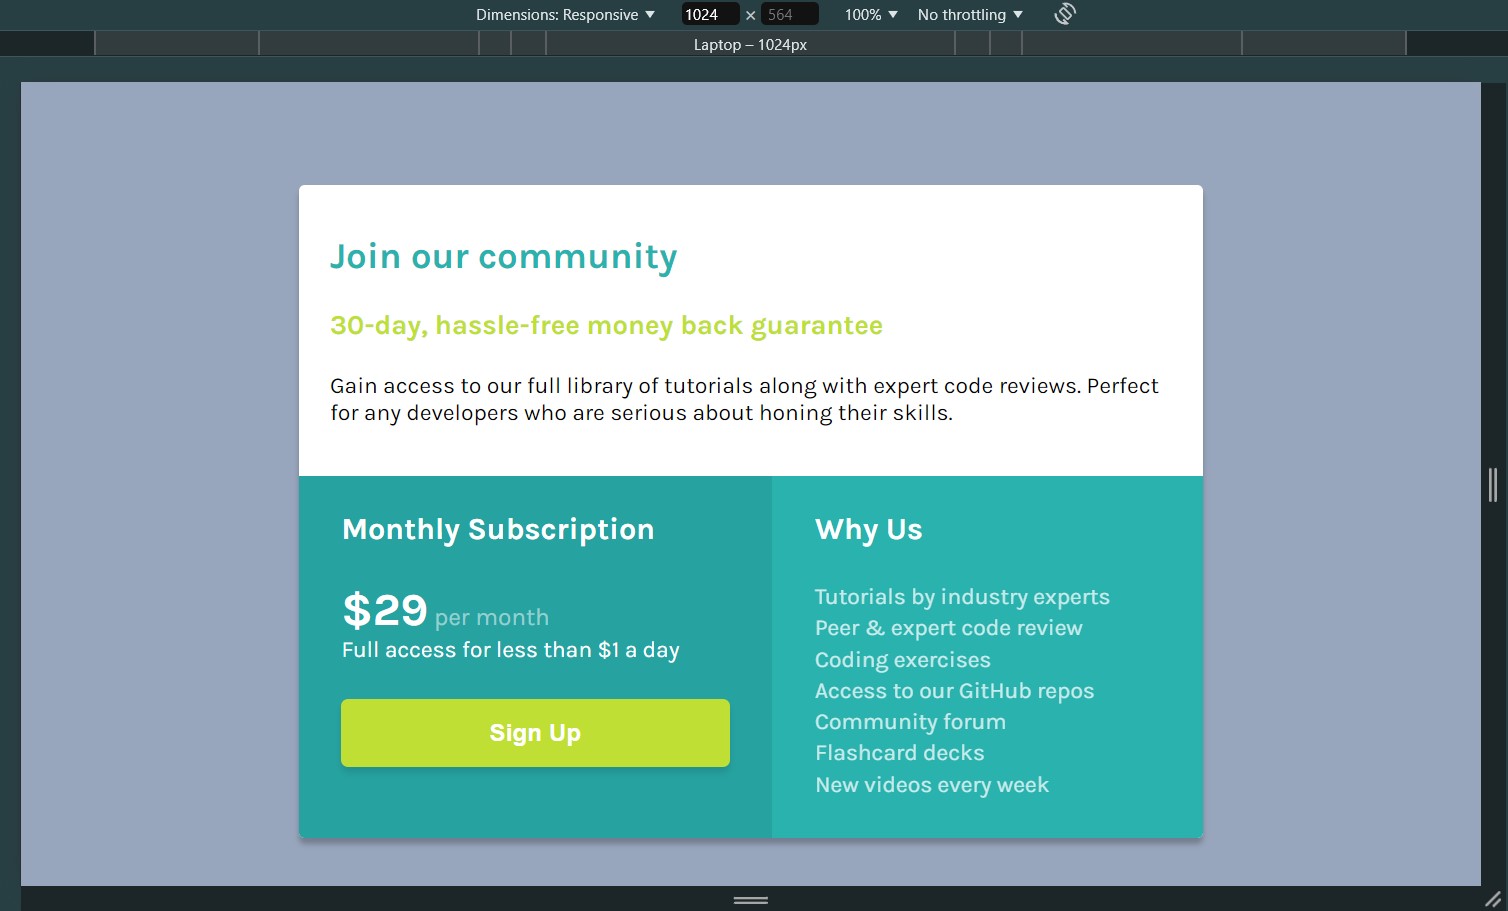 Dimensions: Responsive ▼ 1024 × 564 100% ▼ No throttling ▼
Laptop – 1024px
Join our community
30-day, hassle-free money back guarantee
Gain access to our full library of tutorials along with expert code reviews. Perfect
for any developers who are serious about honing their skills.
Monthly Subscription
$29 per month
Full access for less than $1 a day
Sign Up
Why Us
Tutorials by industry experts
Peer & expert code review
Coding exercises
Access to our GitHub repos
Community forum
Flashcard decks
New videos every week